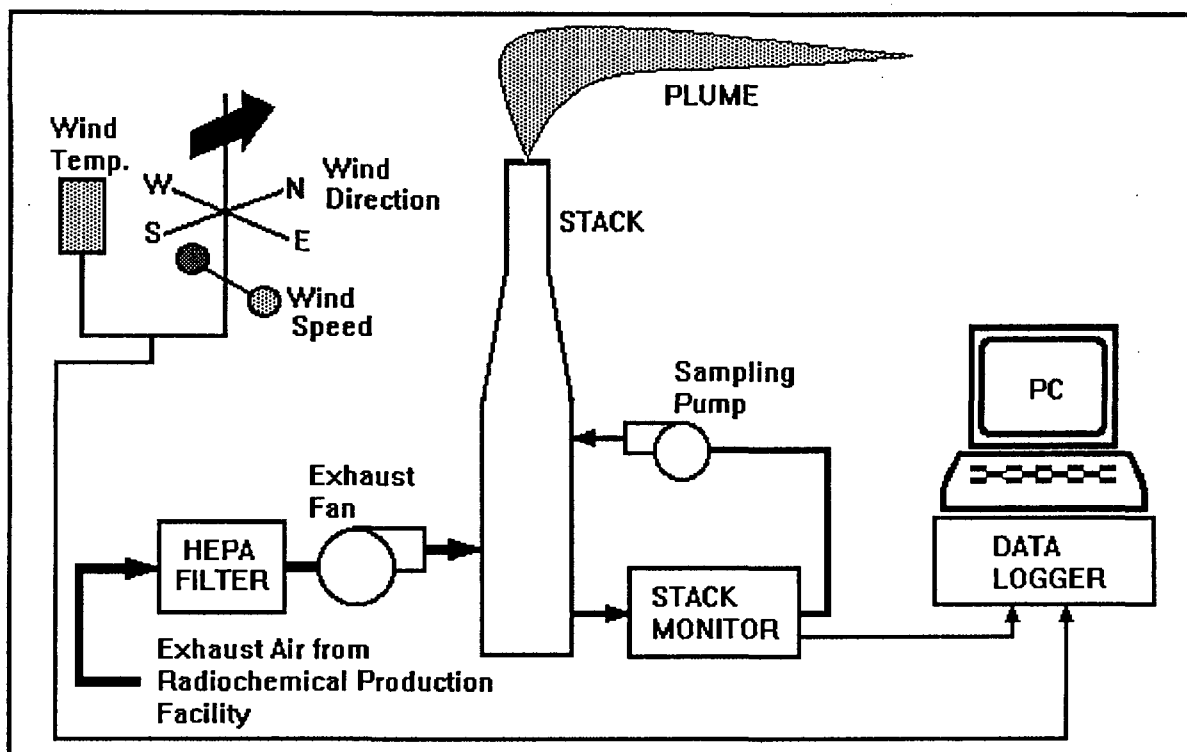 PLUME
Wind
Temp.
W
N
S
E
Wind
Direction
STACK
Wind
Speed
Sampling
Pump
PC
Exhaust
Fan
HEPA
FILTER
STACK
MONITOR
DATA
LOGGER
Exhaust Air from
Radiochemical Production
Facility